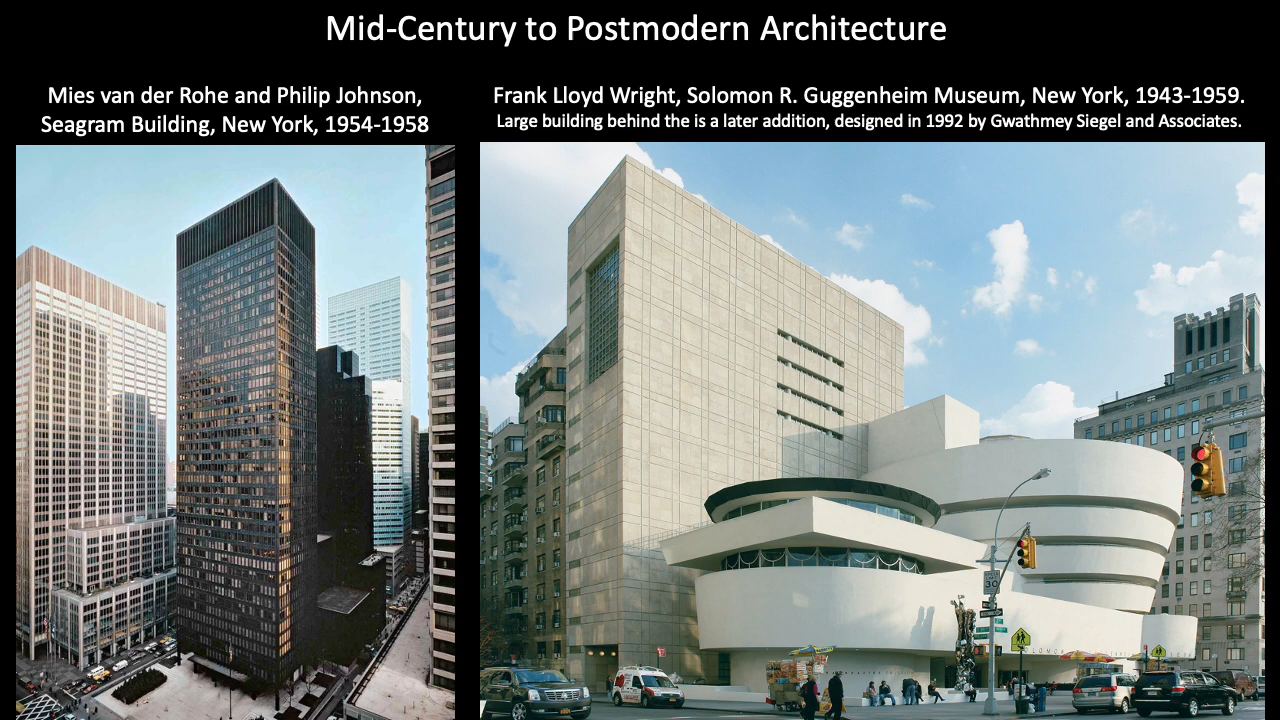 Mid-Century to Postmodern Architecture
Mies van der Rohe and Philip Johnson,
Seagram Building, New York, 1954-1958
Frank Lloyd Wright, Solomon R. Guggenheim Museum, New York, 1943-1959.
Large building behind the is a later addition, designed in 1992 by Gwathmey Siegel and Associates.
30